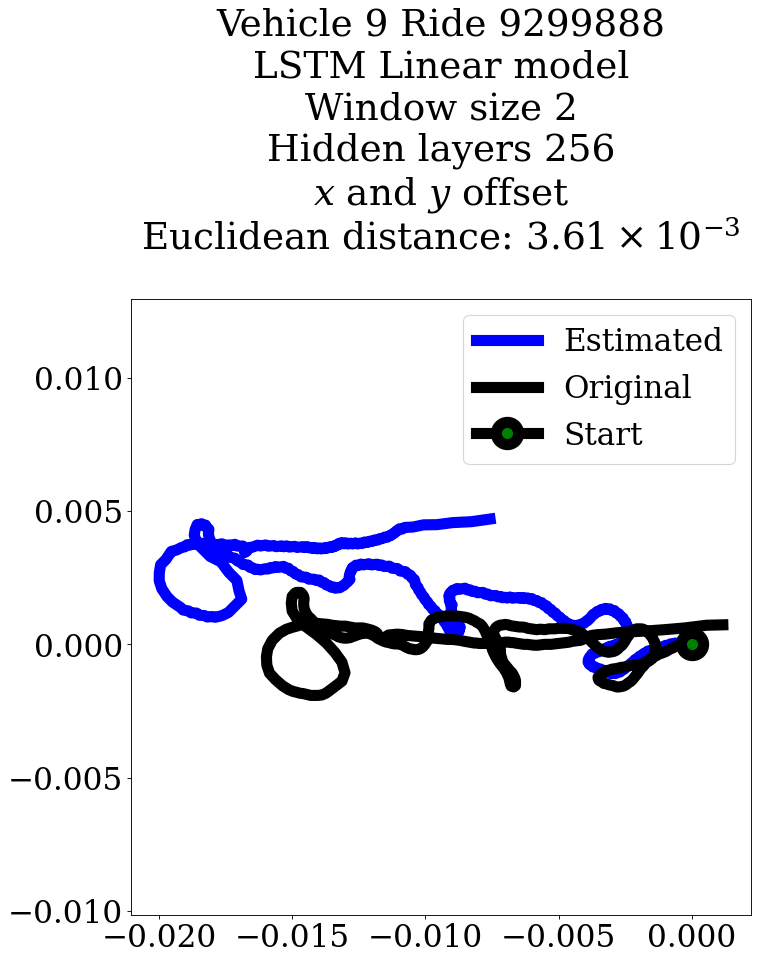 Vehicle 9 Ride 9299888
LSTM Linear model
Window size 2
Hidden layers 256
x and y offset
Euclidean distance: 3.61 × 10⁻³
Estimated
Original
Start
0.010
0.005
0.000
−0.005
−0.010
−0.020 −0.015 −0.010 −0.005 0.000